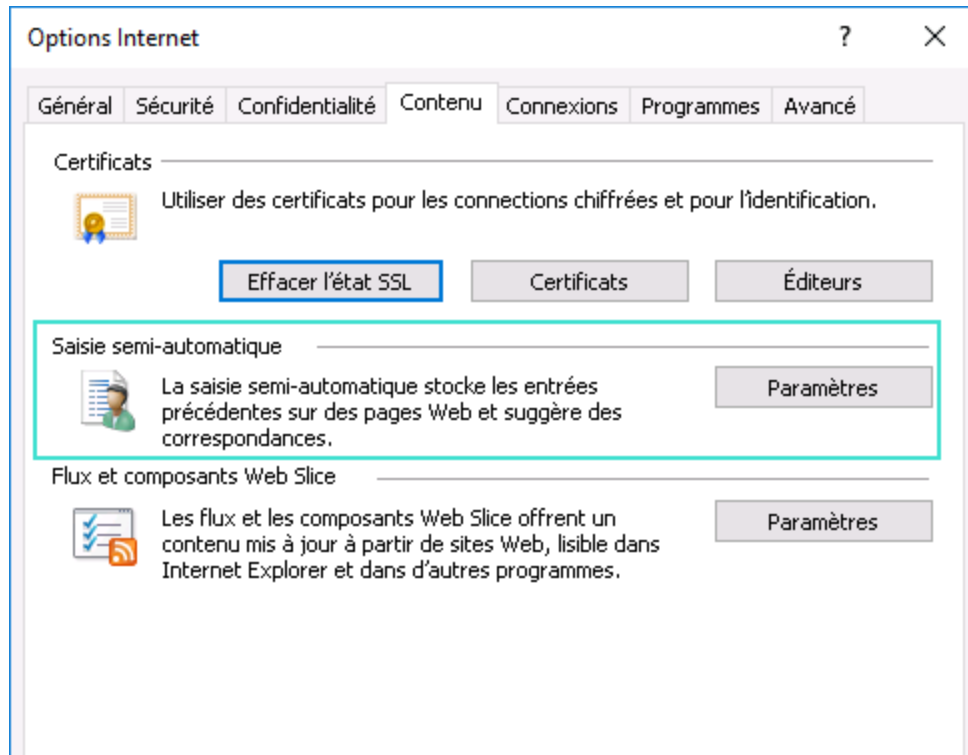 Options Internet ?
Général Sécurité Confidentialité Contenu Connexions Programmes Avancé
Certificats
Utiliser des certificats pour les connections chiffrées et pour l'identification.
Effacer l'état SSL Certificats Éditeurs
Saisie semi-automatique
La saisie semi-automatique stocke les entrées
précédentes sur des pages Web et suggère des
correspondances.
Paramètres
Flux et composants Web Slice
Les flux et les composants Web Slice offrent un
contenu mis à jour à partir de sites Web, lisible dans
Internet Explorer et dans d'autres programmes.
Paramètres